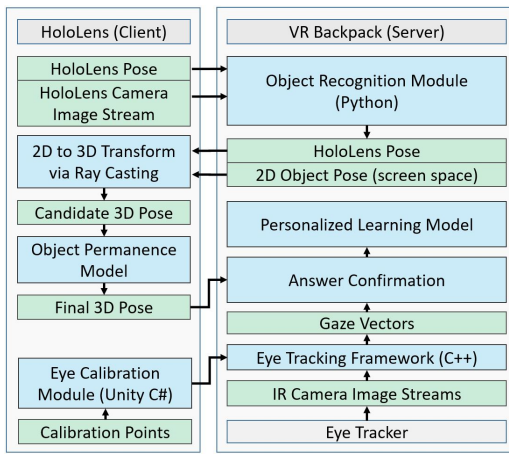 HoloLens (Client)
HoloLens Pose
HoloLens Camera
Image Stream
2D to 3D Transform
via Ray Casting
Candidate 3D Pose
Object Permanence
Model
Final 3D Pose
Eye Calibration
Module (Unity C#)
Calibration Points
VR Backpack (Server)
Object Recognition Module
(Python)
HoloLens Pose
2D Object Pose (screen space)
Personalized Learning Model
Answer Confirmation
Gaze Vectors
Eye Tracking Framework (C++)
IR Camera Image Streams
Eye Tracker